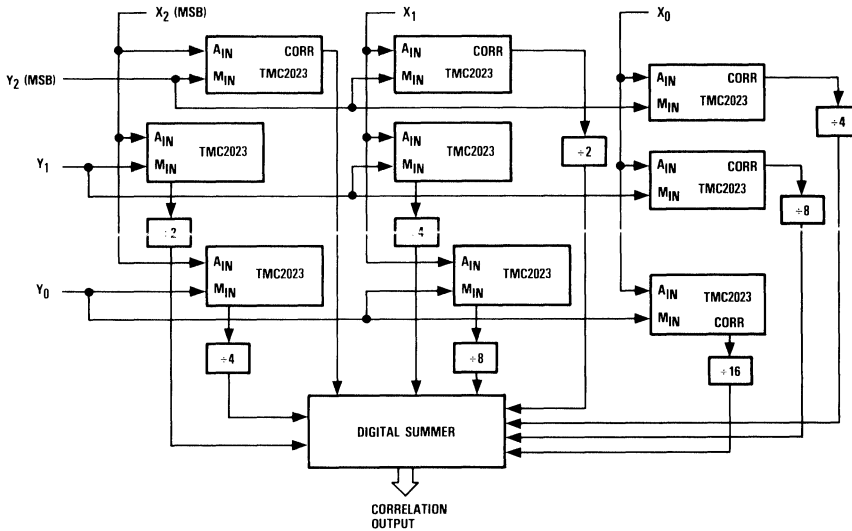 X2 (MSB)
X1
X0
AIN CORR
TMC2023
MIN
AIN CORR
TMC2023
MIN
Y2 (MSB)
AIN CORR
MIN TMC2023
÷4
AIN
TMC2023
MIN
AIN
TMC2023
MIN
÷2
Y1
AIN CORR
MIN TMC2023
÷8
÷2
÷4
AIN
TMC2023
MIN
AIN
TMC2023
MIN
Y0
AIN TMC2023
MIN CORR
÷4
÷8
÷16
DIGITAL SUMMER
CORRELATION
OUTPUT